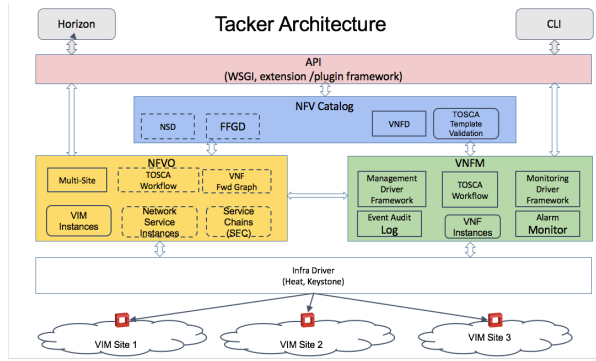 Tacker Architecture
Horizon
CLI
API
(WSGI, extension /plugin framework)
NFV Catalog
NSD
FFGD
VNFD
TOSCA
Template
Validation
NFVO
Multi-Site
TOSCA
Workflow
VNF
Fwd Graph
VIM
Instances
Network
Service
Instances
Service
Chains
(SFC)
VNFM
Management
Driver
Framework
TOSCA
Workflow
Monitoring
Driver
Framework
Event Audit
Log
VNF
Instances
Alarm
Monitor
Infra Driver
(Heat, Keystone)
VIM Site 1
VIM Site 2
VIM Site 3